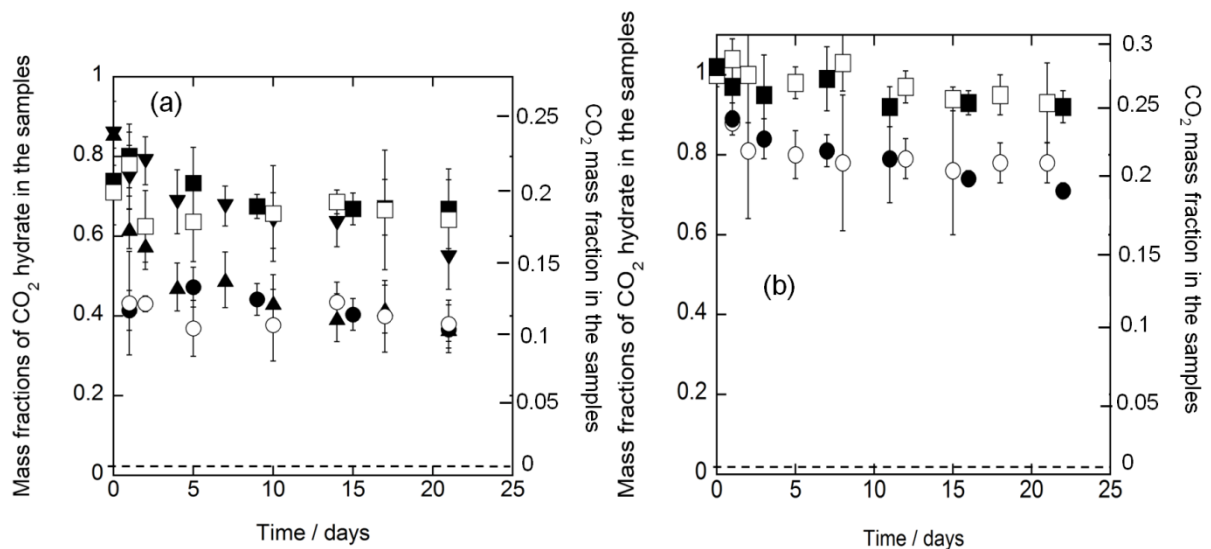 (a)
Mass fractions of CO₂ hydrate in the samples
1
0.8
0.6
0.4
0.2
0
0 5 10 15 20 25
Time / days
0.25
0.2
0.15
0.1
0.05
0
CO₂ mass fraction in the samples
(b)
Mass fractions of CO₂ hydrate in the samples
1
0.8
0.6
0.4
0.2
0
0 5 10 15 20 25
Time / days
0.3
0.25
0.2
0.1
0.05
0
CO₂ mass fraction in the samples